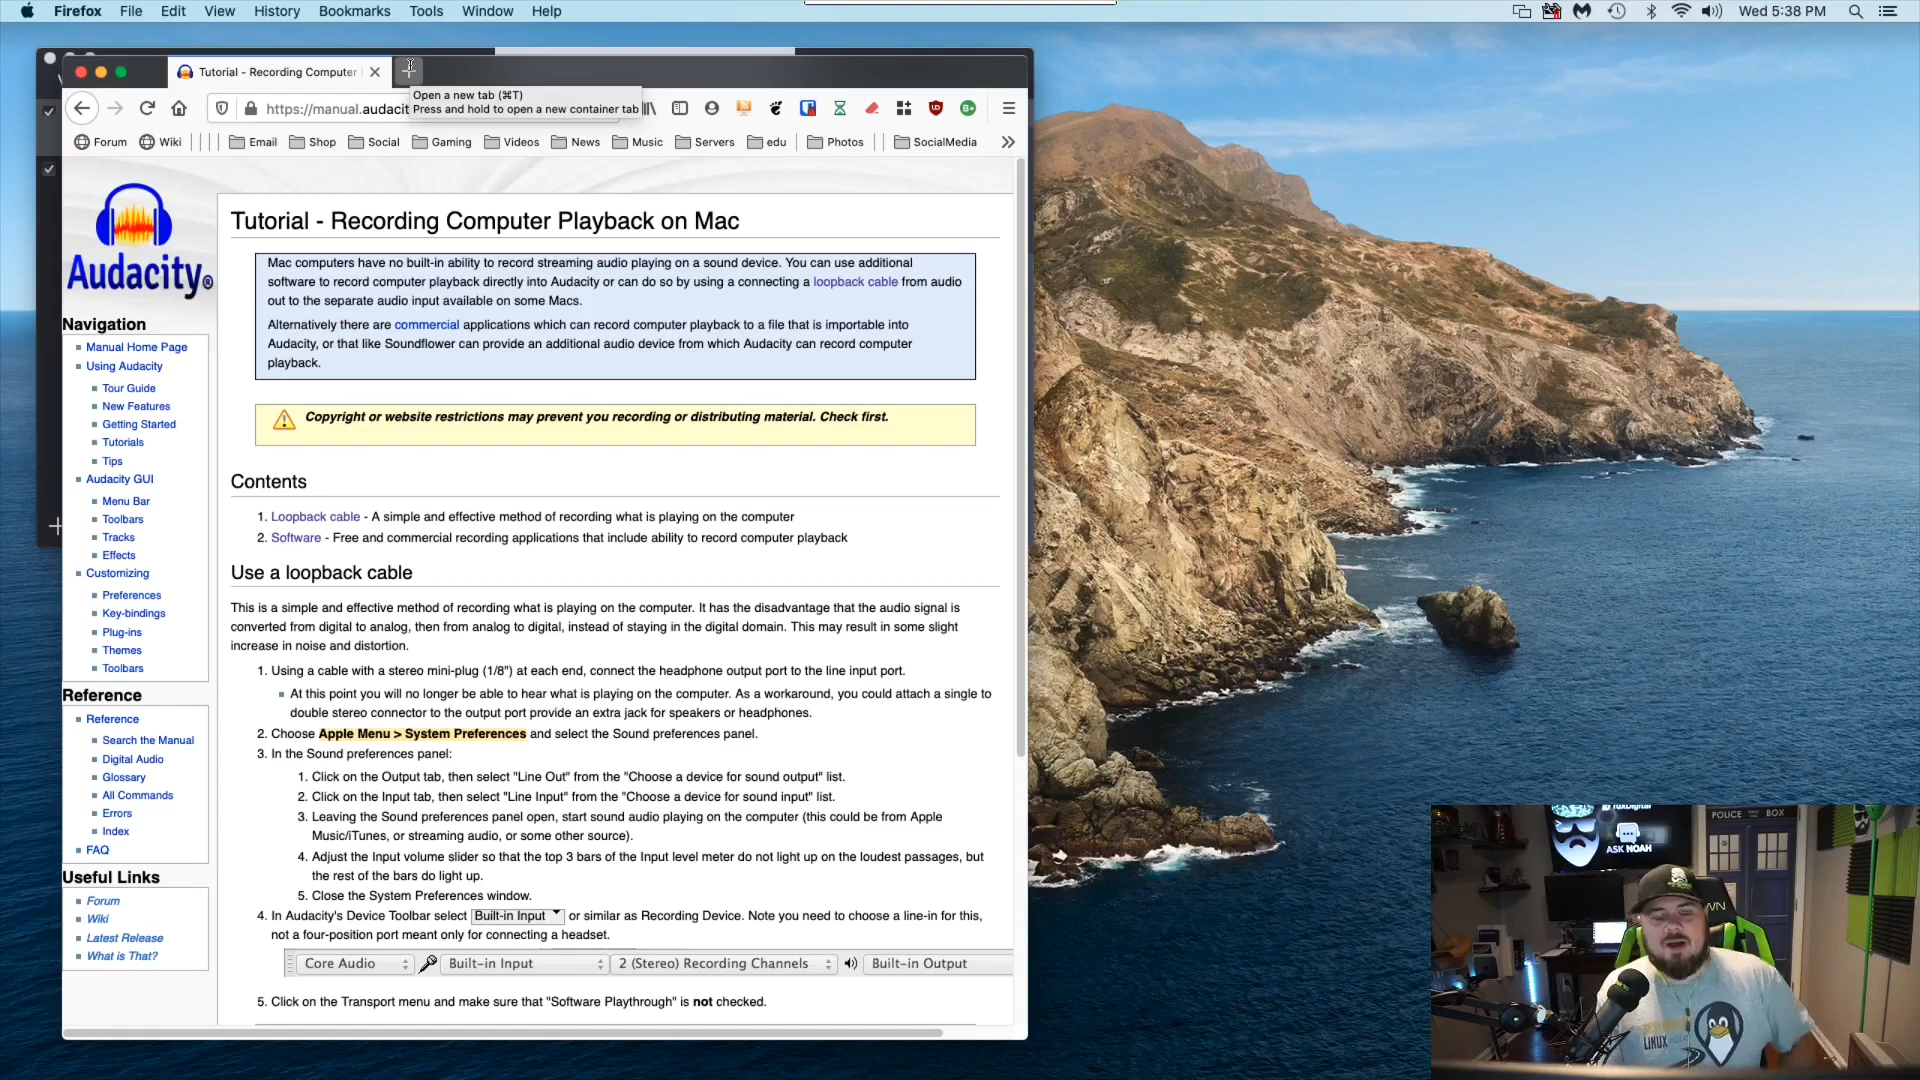 Firefox File Edit View History Bookmarks Tools Window Help
Wed 5:38 PM
Tutorial - Recording Computer
Open a new tab (⌘T)
Press and hold to open a new container tab
https://manual.audacit
Forum Wiki Email Shop Social Gaming Videos News Music Servers edu Photos SocialMedia
Audacity®
Navigation
Manual Home Page
Using Audacity
Tour Guide
New Features
Getting Started
Tutorials
Tips
Audacity GUI
Menu Bar
Toolbars
Tracks
Effects
Customizing
Preferences
Key-bindings
Plug-ins
Themes
Toolbars
Reference
Reference
Search the Manual
Digital Audio
Glossary
All Commands
Errors
Index
FAQ
Useful Links
Forum
Wiki
Latest Release
What is That?
Tutorial - Recording Computer Playback on Mac
Mac computers have no built-in ability to record streaming audio playing on a sound device. You can use additional
software to record computer playback directly into Audacity or can do so by using a connecting a loopback cable from audio
out to the separate audio input available on some Macs.
Alternatively there are commercial applications which can record computer playback to a file that is importable into
Audacity, or that like Soundflower can provide an additional audio device from which Audacity can record computer
playback.
Copyright or website restrictions may prevent you recording or distributing material. Check first.
Contents
1. Loopback cable - A simple and effective method of recording what is playing on the computer
2. Software - Free and commercial recording applications that include ability to record computer playback
Use a loopback cable
This is a simple and effective method of recording what is playing on the computer. It has the disadvantage that the audio signal is
converted from digital to analog, then from analog to digital, instead of staying in the digital domain. This may result in some slight
increase in noise and distortion.
1. Using a cable with a stereo mini-plug (1/8") at each end, connect the headphone output port to the line input port.
At this point you will no longer be able to hear what is playing on the computer. As a workaround, you could attach a single to
double stereo connector to the output port provide an extra jack for speakers or headphones.
2. Choose Apple Menu > System Preferences and select the Sound preferences panel.
3. In the Sound preferences panel:
1. Click on the Output tab, then select "Line Out" from the "Choose a device for sound output" list.
2. Click on the Input tab, then select "Line Input" from the "Choose a device for sound input" list.
3. Leaving the Sound preferences panel open, start sound audio playing on the computer (this could be from Apple
Music/iTunes, or streaming audio, or some other source).
4. Adjust the Input volume slider so that the top 3 bars of the Input level meter do not light up on the loudest passages, but
the rest of the bars do light up.
5. Close the System Preferences window.
4. In Audacity's Device Toolbar select Built-in Input or similar as Recording Device. Note you need to choose a line-in for this,
not a four-position port meant only for connecting a headset.
Core Audio Built-in Input 2 (Stereo) Recording Channels Built-in Output
5. Click on the Transport menu and make sure that "Software Playthrough" is not checked.
TuxDigital
ASK NOAH
POLICE BOX
WN
LINUX